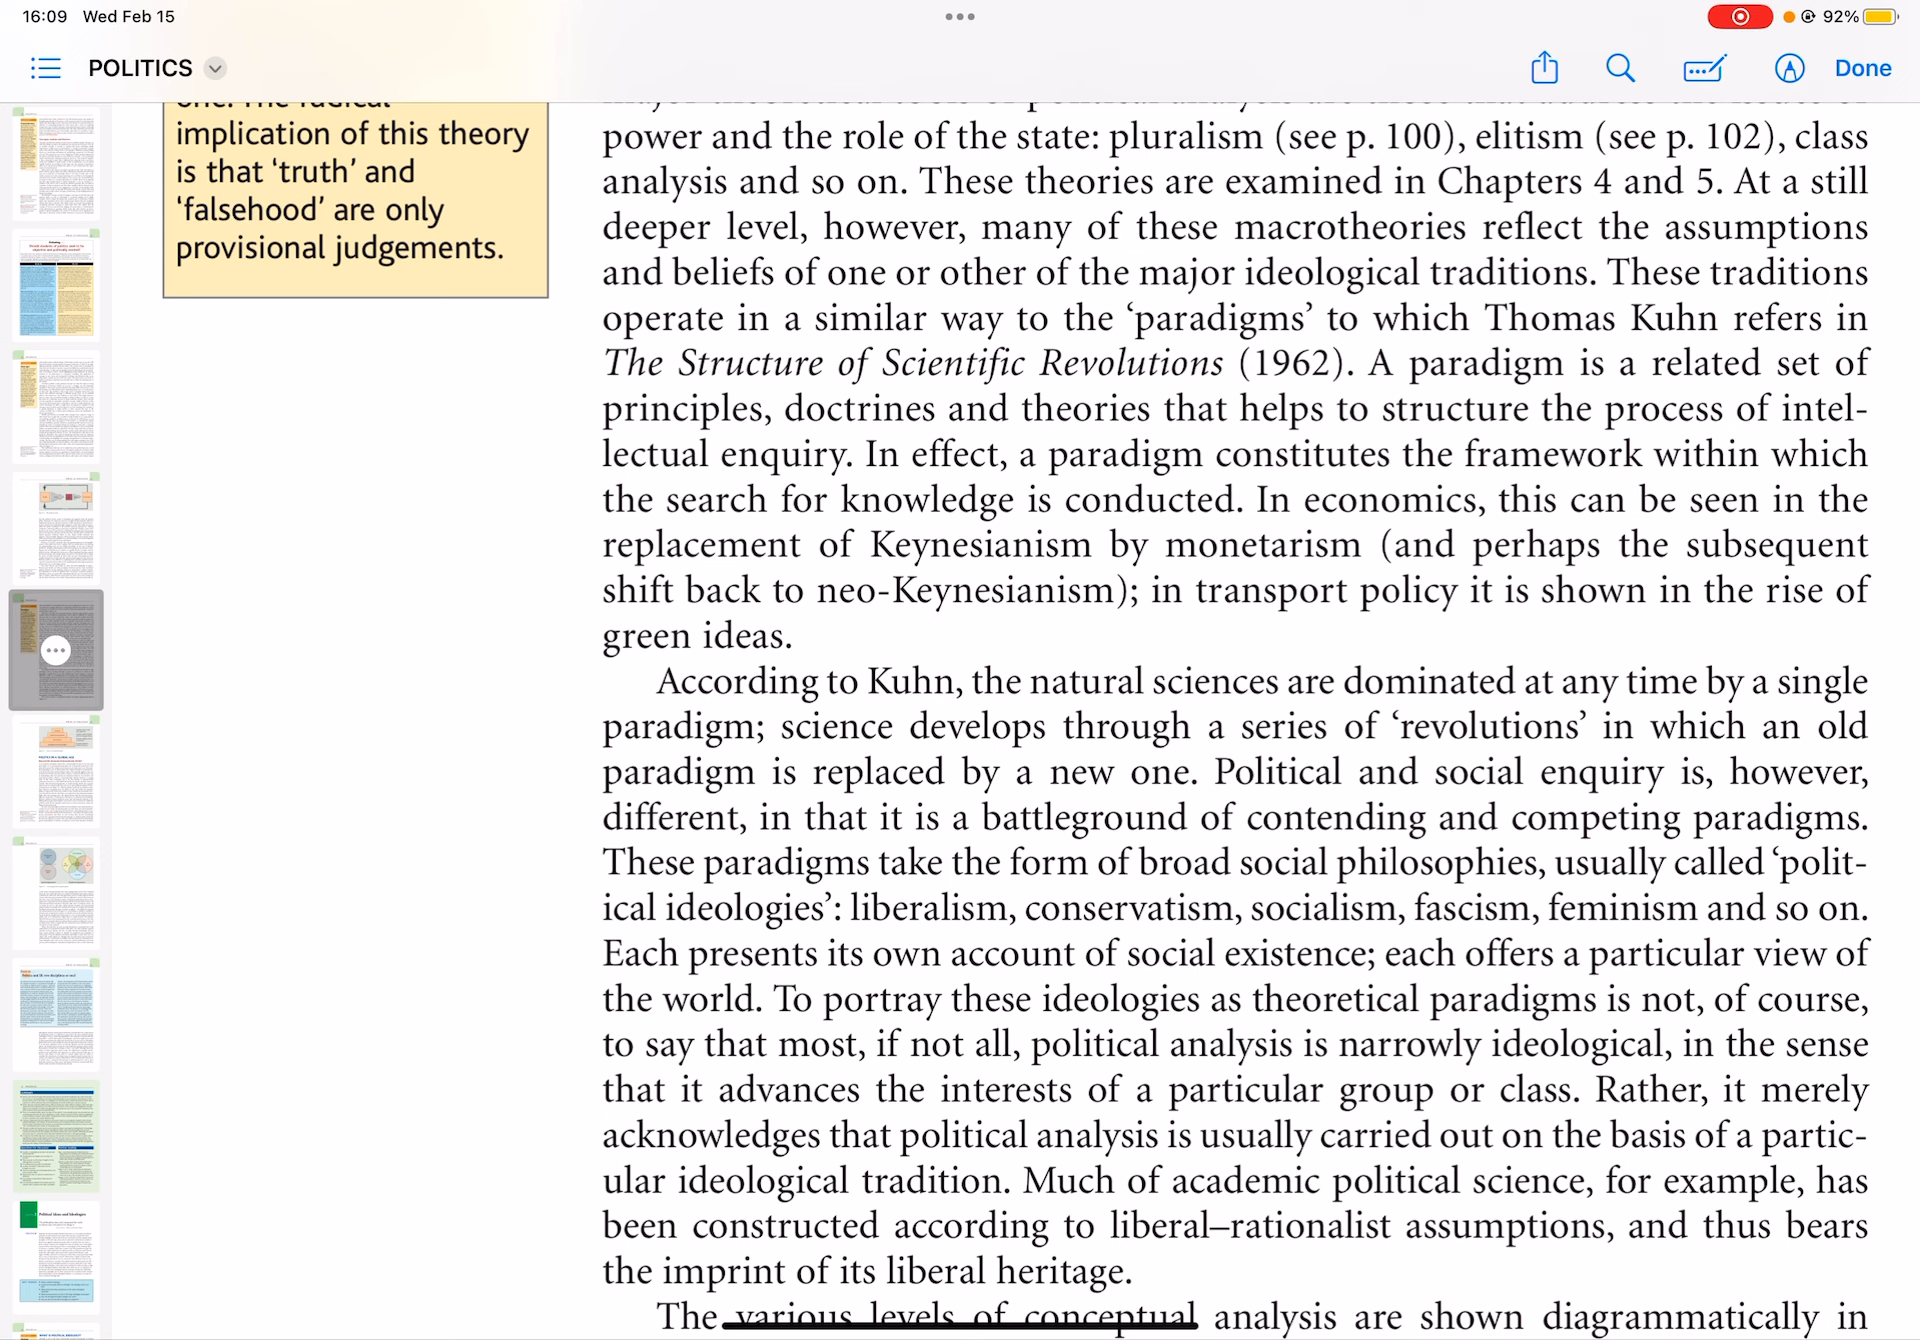 16:09 Wed Feb 15
92%
POLITICS
Done
implication of this theory
is that ‘truth’ and
‘falsehood’ are only
provisional judgements.
power and the role of the state: pluralism (see p. 100), elitism (see p. 102), class
analysis and so on. These theories are examined in Chapters 4 and 5. At a still
deeper level, however, many of these macrotheories reflect the assumptions
and beliefs of one or other of the major ideological traditions. These traditions
operate in a similar way to the ‘paradigms’ to which Thomas Kuhn refers in
The Structure of Scientific Revolutions (1962). A paradigm is a related set of
principles, doctrines and theories that helps to structure the process of intel-
lectual enquiry. In effect, a paradigm constitutes the framework within which
the search for knowledge is conducted. In economics, this can be seen in the
replacement of Keynesianism by monetarism (and perhaps the subsequent
shift back to neo-Keynesianism); in transport policy it is shown in the rise of
green ideas.
According to Kuhn, the natural sciences are dominated at any time by a single
paradigm; science develops through a series of ‘revolutions’ in which an old
paradigm is replaced by a new one. Political and social enquiry is, however,
different, in that it is a battleground of contending and competing paradigms.
These paradigms take the form of broad social philosophies, usually called ‘polit-
ical ideologies’: liberalism, conservatism, socialism, fascism, feminism and so on.
Each presents its own account of social existence; each offers a particular view of
the world. To portray these ideologies as theoretical paradigms is not, of course,
to say that most, if not all, political analysis is narrowly ideological, in the sense
that it advances the interests of a particular group or class. Rather, it merely
acknowledges that political analysis is usually carried out on the basis of a partic-
ular ideological tradition. Much of academic political science, for example, has
been constructed according to liberal–rationalist assumptions, and thus bears
the imprint of its liberal heritage.
The various levels of conceptual analysis are shown diagrammatically in